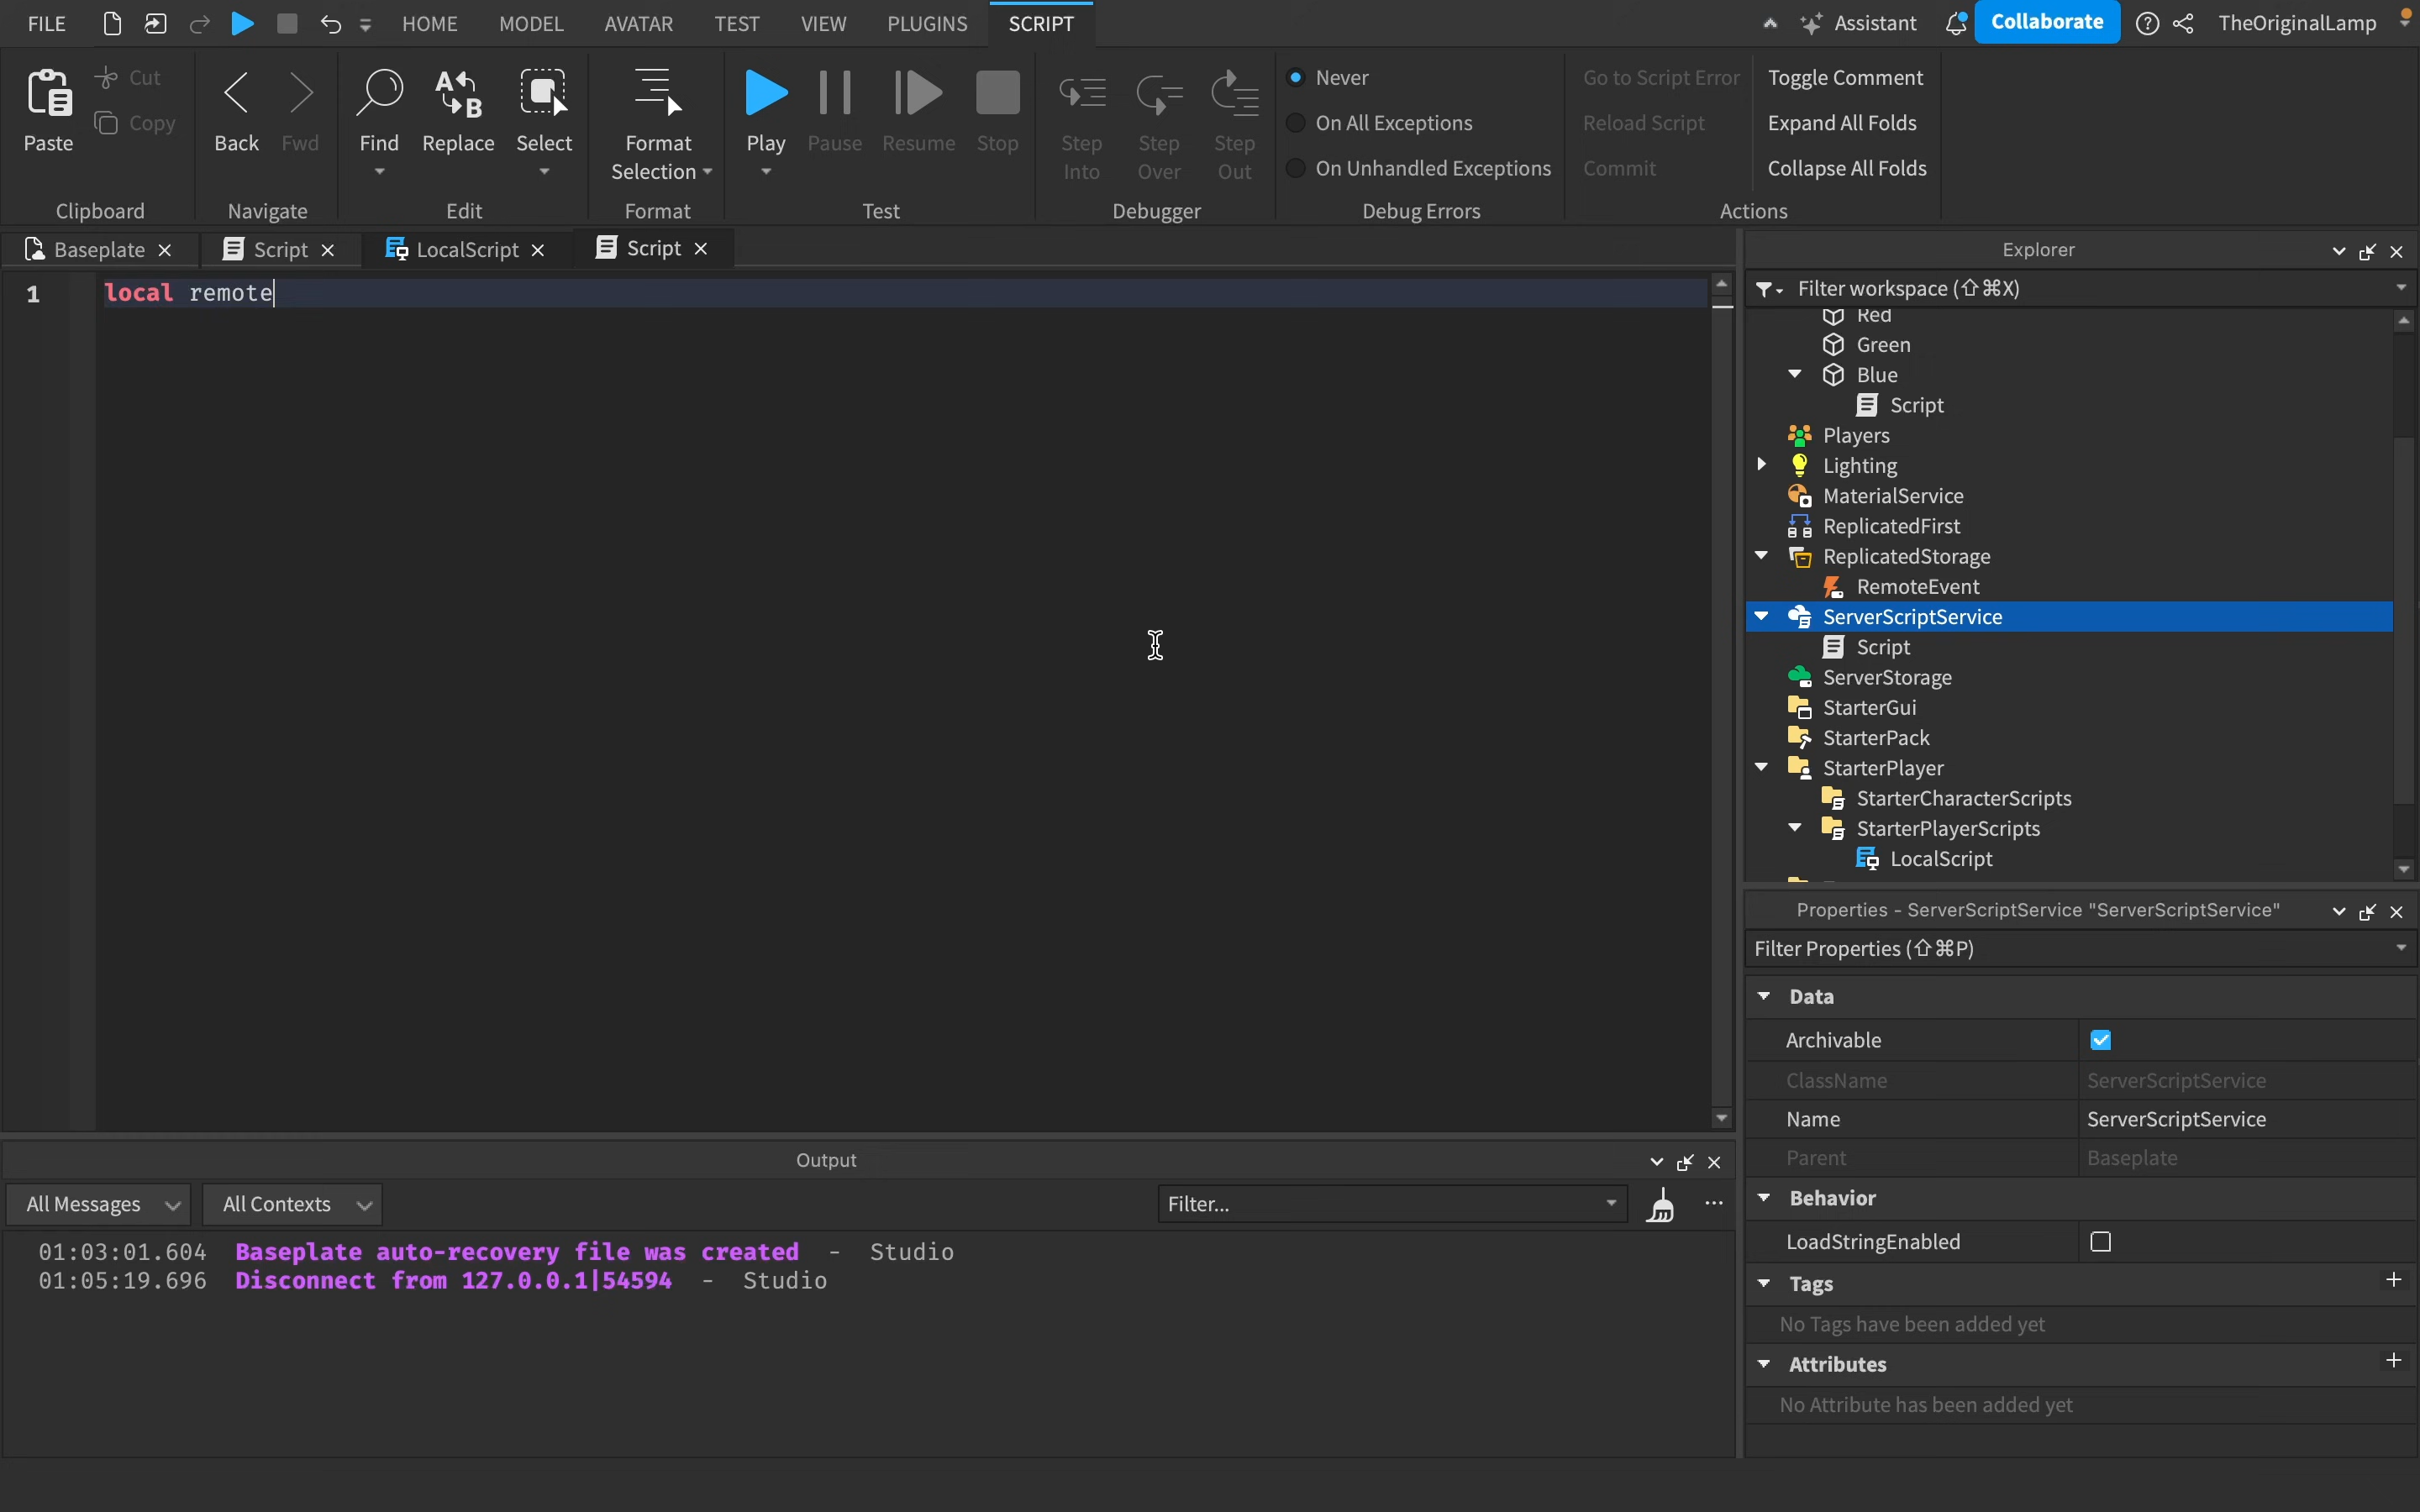 FILE HOME MODEL AVATAR TEST VIEW PLUGINS SCRIPT Assistant Collaborate TheOriginalLamp
Paste
Cut
Copy
Clipboard
Back Fwd
Navigate
Find Replace Select
Edit
Format
Selection
Format
Play Pause Resume Stop
Test
Step
Into
Step
Over
Step
Out
Debugger
Never
On All Exceptions
On Unhandled Exceptions
Debug Errors
Go to Script Error
Reload Script
Commit
Toggle Comment
Expand All Folds
Collapse All Folds
Actions
Baseplate Script LocalScript Script
1 local remote
Explorer
Filter workspace (⇧⌘X)
Red
Green
Blue
Script
Players
Lighting
MaterialService
ReplicatedFirst
ReplicatedStorage
RemoteEvent
ServerScriptService
Script
ServerStorage
StarterGui
StarterPack
StarterPlayer
StarterCharacterScripts
StarterPlayerScripts
LocalScript
Properties - ServerScriptService "ServerScriptService"
Filter Properties (⇧⌘P)
Data
Archivable
ClassName ServerScriptService
Name ServerScriptService
Parent Baseplate
Behavior
LoadStringEnabled
Tags
No Tags have been added yet
Attributes
No Attribute has been added yet
Output
All Messages All Contexts Filter...
01:03:01.604 Baseplate auto-recovery file was created - Studio
01:05:19.696 Disconnect from 127.0.0.1|54594 - Studio